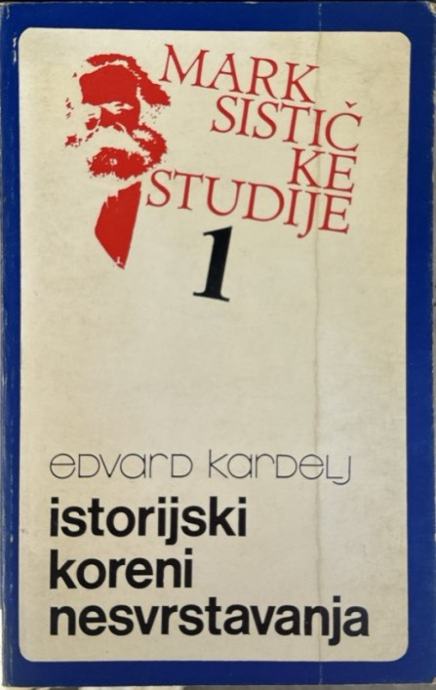 MARK
SISTIČ
KE
STUDIJE
1
EDVARD KARDELJ
istorijski
koreni
nesvrstavanja